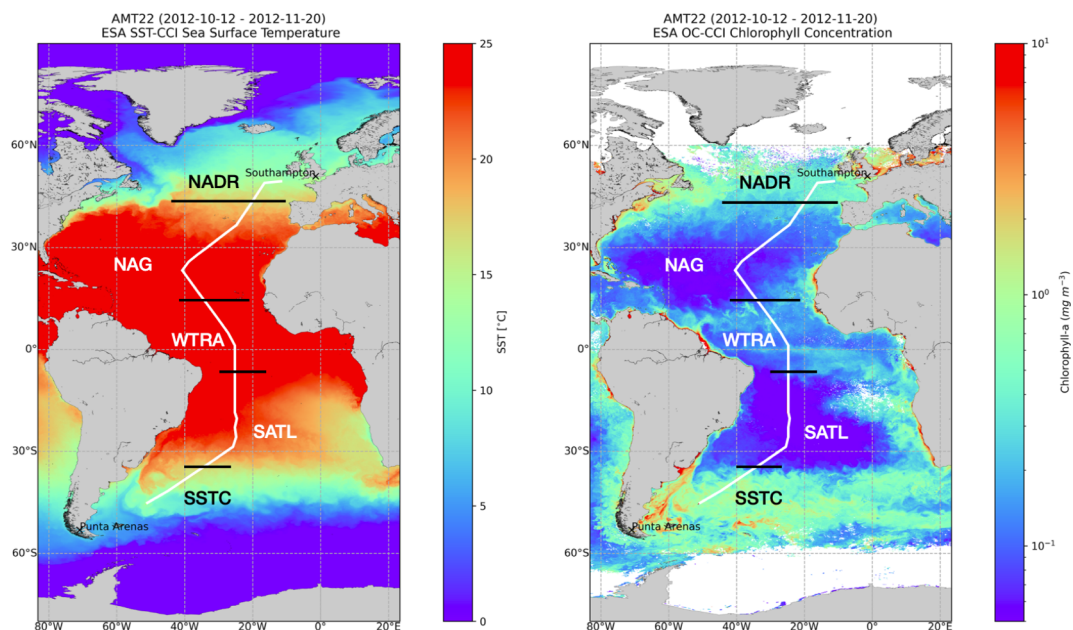 AMT22 (2012-10-12 - 2012-11-20)
ESA SST-CCI Sea Surface Temperature
60°N
30°N
0°
30°S
60°S
80°W
60°W
40°W
20°W
0°
20°E
Southampton
NADR
NAG
WTRA
SATL
SSTC
Punta Arenas
25
20
15
10
5
0
SST [°C]
AMT22 (2012-10-12 - 2012-11-20)
ESA OC-CCI Chlorophyll Concentration
60°N
30°N
0°
30°S
60°S
80°W
60°W
40°W
20°W
0°
20°E
Southampton
NADR
NAG
WTRA
SATL
SSTC
Punta Arenas
10¹
10⁰
10⁻¹
Chlorophyll-a (mg m⁻³)